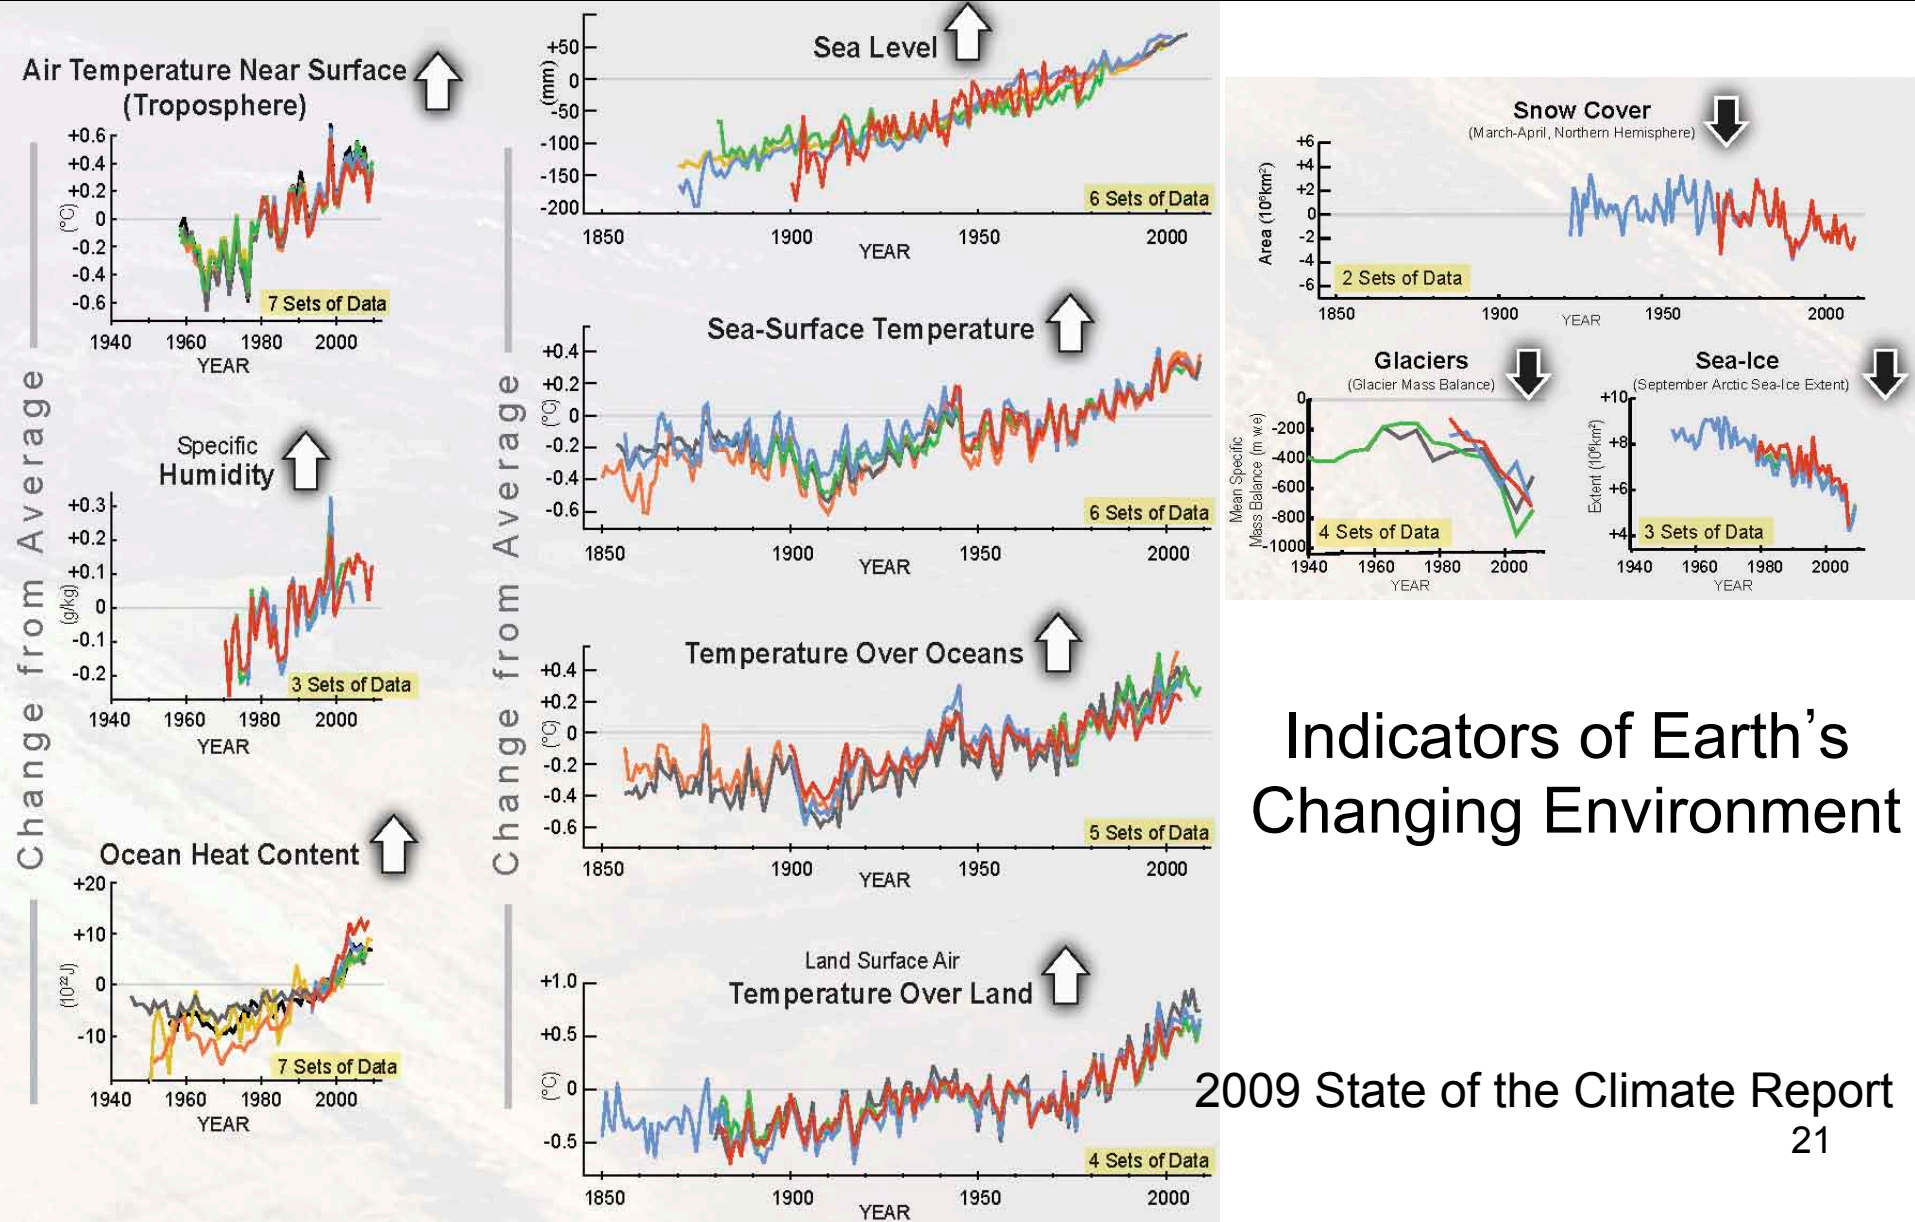 Air Temperature Near Surface
(Troposphere)
+0.6
+0.4
+0.2
0
-0.2
-0.4
-0.6
(°C)
7 Sets of Data
1940 1960 1980 2000
YEAR
Change from Average
Specific
Humidity
+0.3
+0.2
+0.1
0
-0.1
-0.2
(g/kg)
3 Sets of Data
1940 1960 1980 2000
YEAR
Ocean Heat Content
+20
+10
0
-10
(10²²J)
7 Sets of Data
1940 1960 1980 2000
YEAR
Change from Average
Sea Level
+50
0
-50
-100
-150
-200
(mm)
6 Sets of Data
1850 1900 1950 2000
YEAR
Sea-Surface Temperature
+0.4
+0.2
0
-0.2
-0.4
-0.6
(°C)
6 Sets of Data
1850 1900 1950 2000
YEAR
Temperature Over Oceans
+0.4
+0.2
0
-0.2
-0.4
-0.6
(°C)
5 Sets of Data
1850 1900 1950 2000
YEAR
Land Surface Air
Temperature Over Land
+1.0
+0.5
0
-0.5
(°C)
4 Sets of Data
1850 1900 1950 2000
YEAR
Snow Cover
(March-April, Northern Hemisphere)
+6
+4
+2
0
-2
-4
-6
Area (10⁶km²)
2 Sets of Data
1850 1900 1950 2000
YEAR
Glaciers
(Glacier Mass Balance)
0
-200
-400
-600
-800
-1000
Mean Specific
Mass Balance (m w.e)
4 Sets of Data
1940 1960 1980 2000
YEAR
Sea-Ice
(September Arctic Sea-Ice Extent)
+10
+8
+6
+4
Extent (10⁶km²)
3 Sets of Data
1940 1960 1980 2000
YEAR
Indicators of Earth’s
Changing Environment
2009 State of the Climate Report
21